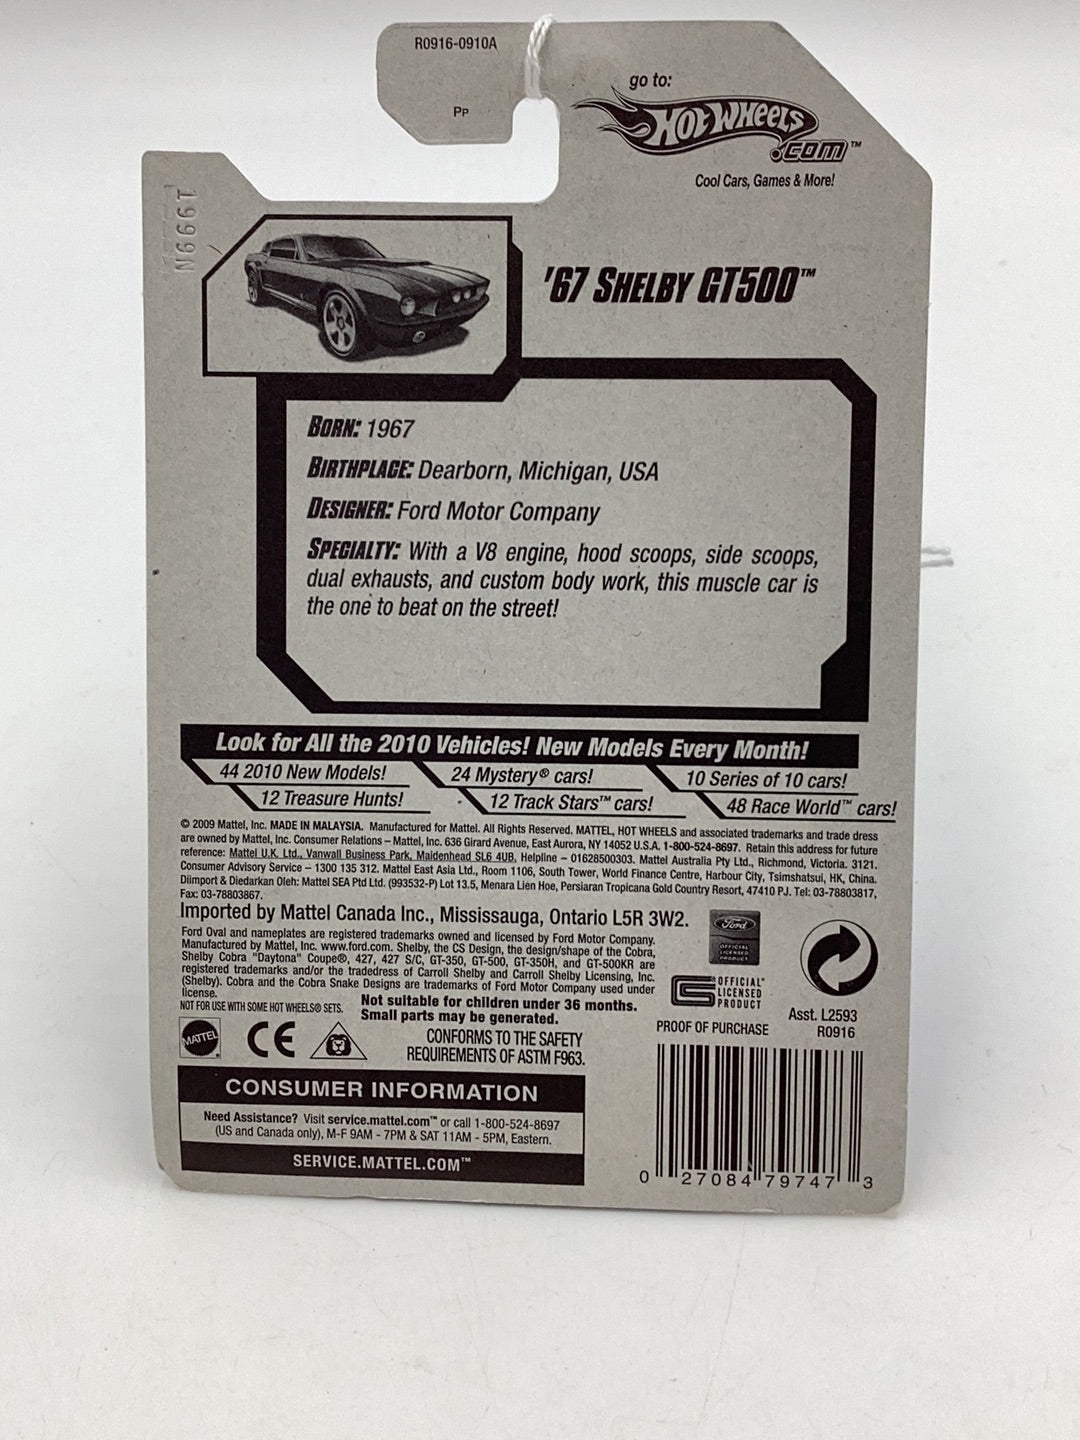 R0916-0910A
PP
go to:
HOT WHEELS
.COM™
Cool Cars, Games & More!
1999N
'67 SHELBY GT500™
BORN: 1967
BIRTHPLACE: Dearborn, Michigan, USA
DESIGNER: Ford Motor Company
SPECIALTY: With a V8 engine, hood scoops, side scoops,
dual exhausts, and custom body work, this muscle car is
the one to beat on the street!
Look for All the 2010 Vehicles! New Models Every Month!
44 2010 New Models!
24 Mystery® cars!
10 Series of 10 cars!
12 Treasure Hunts!
12 Track Stars™ cars!
48 Race World™ cars!
© 2009 Mattel, Inc. MADE IN MALAYSIA. Manufactured for Mattel. All Rights Reserved. MATTEL, HOT WHEELS and associated trademarks and trade dress
are owned by Mattel, Inc. Consumer Relations – Mattel, Inc. 636 Girard Avenue, East Aurora, NY 14052 U.S.A. 1-800-524-8697. Retain this address for future
reference: Mattel U.K. Ltd., Vanwall Business Park, Maidenhead SL6 4UB, Helpline – 01628500303. Mattel Australia Pty Ltd., Richmond, Victoria. 3121.
Consumer Advisory Service – 1300 135 312. Mattel East Asia Ltd., Room 1106, South Tower, World Finance Centre, Harbour City, Tsimshatsui, HK, China.
Diimport & Diedarkan Oleh: Mattel SEA Ptd Ltd. (993532-P) Lot 13.5, Menara Lien Hoe, Persiaran Tropicana Gold Country Resort, 47410 PJ. Tel: 03-78803817,
Fax: 03-78803867.
Imported by Mattel Canada Inc., Mississauga, Ontario L5R 3W2.
Ford Oval and nameplates are registered trademarks owned and licensed by Ford Motor Company.
Manufactured by Mattel, Inc. www.ford.com. Shelby, the CS Design, the design/shape of the Cobra,
Shelby Cobra "Daytona" Coupe®, 427, 427 S/C, GT-350, GT-500, GT-350H, and GT-500KR are
registered trademarks and/or the tradedress of Carroll Shelby and Carroll Shelby Licensing, Inc.
(Shelby). Cobra and the Cobra Snake Designs are trademarks of Ford Motor Company used under
license.
NOT FOR USE WITH SOME HOT WHEELS® SETS.
Not suitable for children under 36 months.
Small parts may be generated.
Ford
OFFICIAL
LICENSED
PRODUCT
OFFICIAL
LICENSED
PRODUCT
Asst. L2593
R0916
PROOF OF PURCHASE
MATTEL
CE
CONFORMS TO THE SAFETY
REQUIREMENTS OF ASTM F963.
CONSUMER INFORMATION
Need Assistance? Visit service.mattel.com™ or call 1-800-524-8697
(US and Canada only), M-F 9AM - 7PM & SAT 11AM - 5PM, Eastern.
SERVICE.MATTEL.COM™
0 27084 79747 3